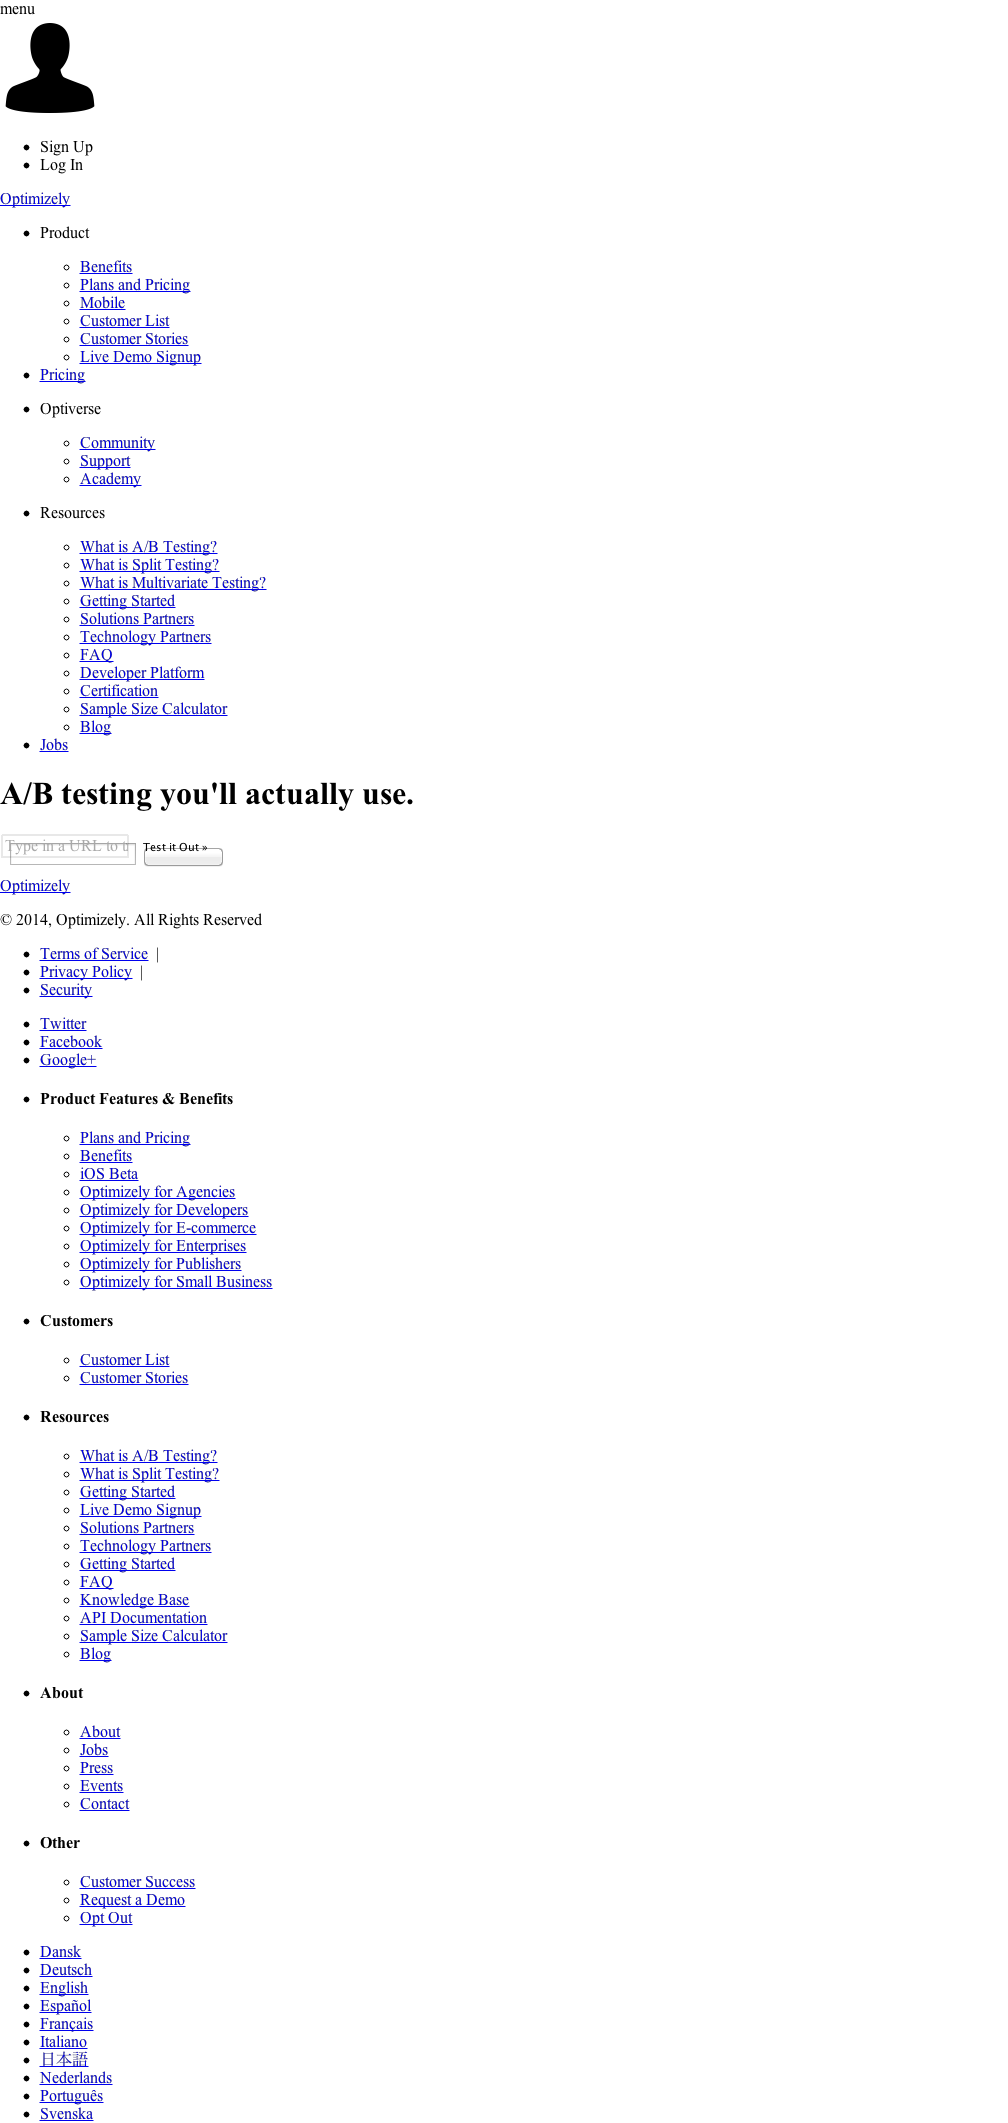 menu
Sign Up
Log In
Optimizely
Product
Benefits
Plans and Pricing
Mobile
Customer List
Customer Stories
Live Demo Signup
Pricing
Optiverse
Community
Support
Academy
Resources
What is A/B Testing?
What is Split Testing?
What is Multivariate Testing?
Getting Started
Solutions Partners
Technology Partners
FAQ
Developer Platform
Certification
Sample Size Calculator
Blog
Jobs
A/B testing you'll actually use.
Type in a URL to Test it Out »
Optimizely
© 2014, Optimizely. All Rights Reserved
Terms of Service |
Privacy Policy |
Security
Twitter
Facebook
Google+
Product Features & Benefits
Plans and Pricing
Benefits
iOS Beta
Optimizely for Agencies
Optimizely for Developers
Optimizely for E-commerce
Optimizely for Enterprises
Optimizely for Publishers
Optimizely for Small Business
Customers
Customer List
Customer Stories
Resources
What is A/B Testing?
What is Split Testing?
Getting Started
Live Demo Signup
Solutions Partners
Technology Partners
Getting Started
FAQ
Knowledge Base
API Documentation
Sample Size Calculator
Blog
About
About
Jobs
Press
Events
Contact
Other
Customer Success
Request a Demo
Opt Out
Dansk
Deutsch
English
Español
Français
Italiano
日本語
Nederlands
Português
Svenska